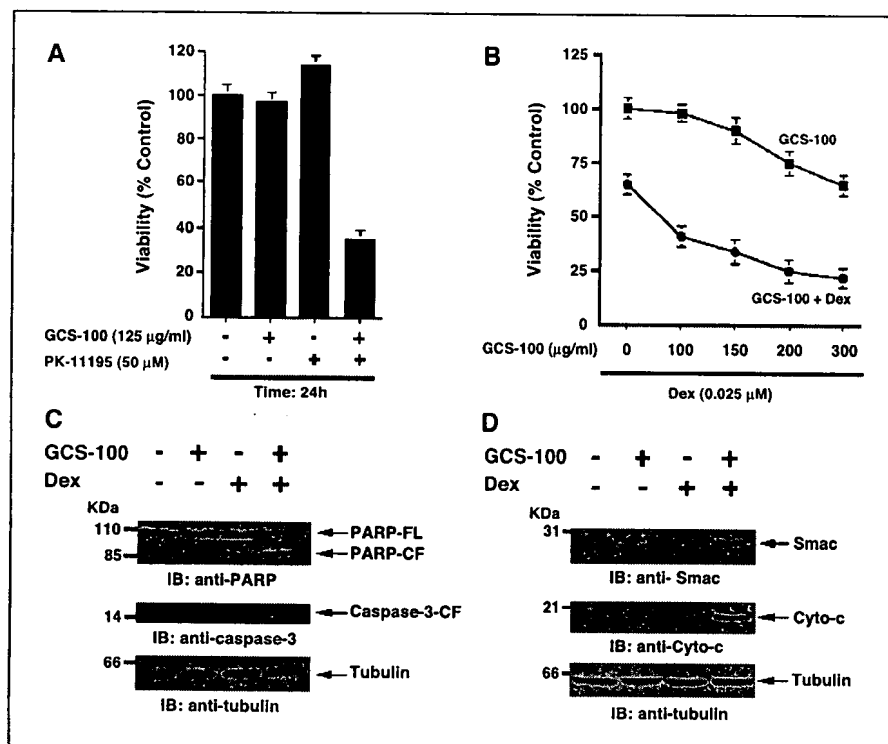 A
Viability (% Control)
120
100
80
60
40
20
0
GCS-100 (125 µg/ml) - + - +
PK-11195 (50 µM) - - + +
Time: 24h
B
Viability (% Control)
125
100
75
50
25
0
GCS-100
GCS-100 + Dex
GCS-100 (µg/ml) 0 100 150 200 300
Dex (0.025 µM)
C
GCS-100 - + - +
Dex - - + +
KDa
110
85
PARP-FL
PARP-CF
IB: anti-PARP
14
Caspase-3-CF
IB: anti-caspase-3
66
Tubulin
IB: anti-tubulin
D
GCS-100 - + - +
Dex - - + +
31
Smac
IB: anti- Smac
21
Cyto-c
IB: anti-Cyto-c
66
Tubulin
IB: anti-tubulin